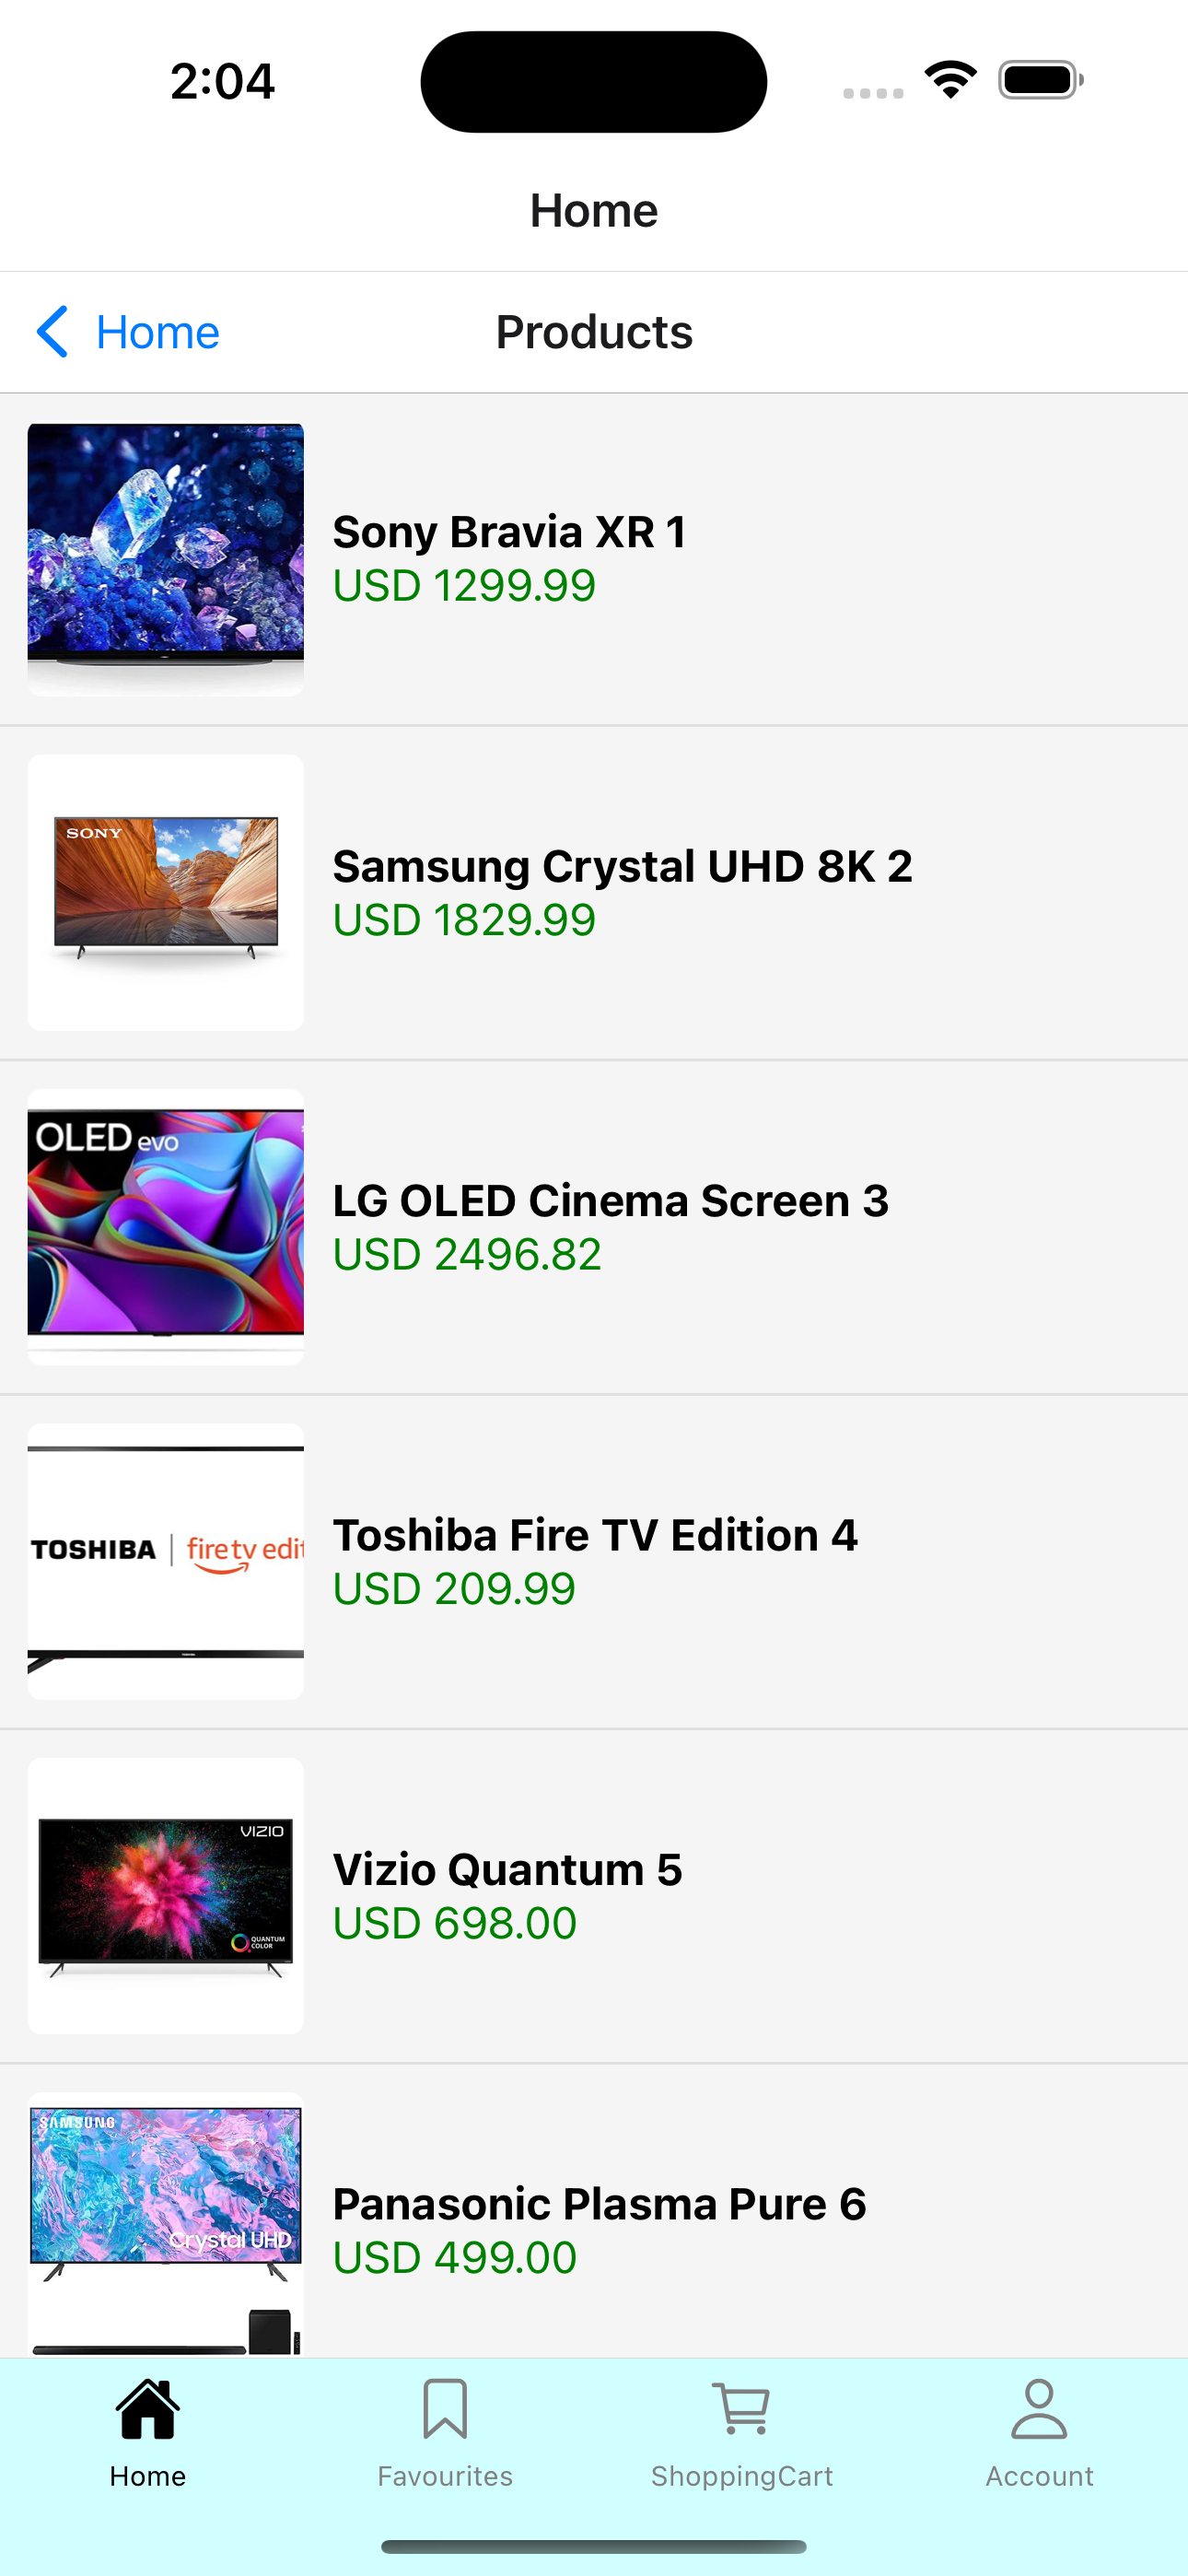 2:04
Home
Home
Products
Sony Bravia XR 1
USD 1299.99
SONY
Samsung Crystal UHD 8K 2
USD 1829.99
OLED evo
LG OLED Cinema Screen 3
USD 2496.82
TOSHIBA | firetv edit
Toshiba Fire TV Edition 4
USD 209.99
VIZIO
QUANTUM
COLOR
Vizio Quantum 5
USD 698.00
SAMSUNG
Crystal UHD
Panasonic Plasma Pure 6
USD 499.00
Home
Favourites
ShoppingCart
Account